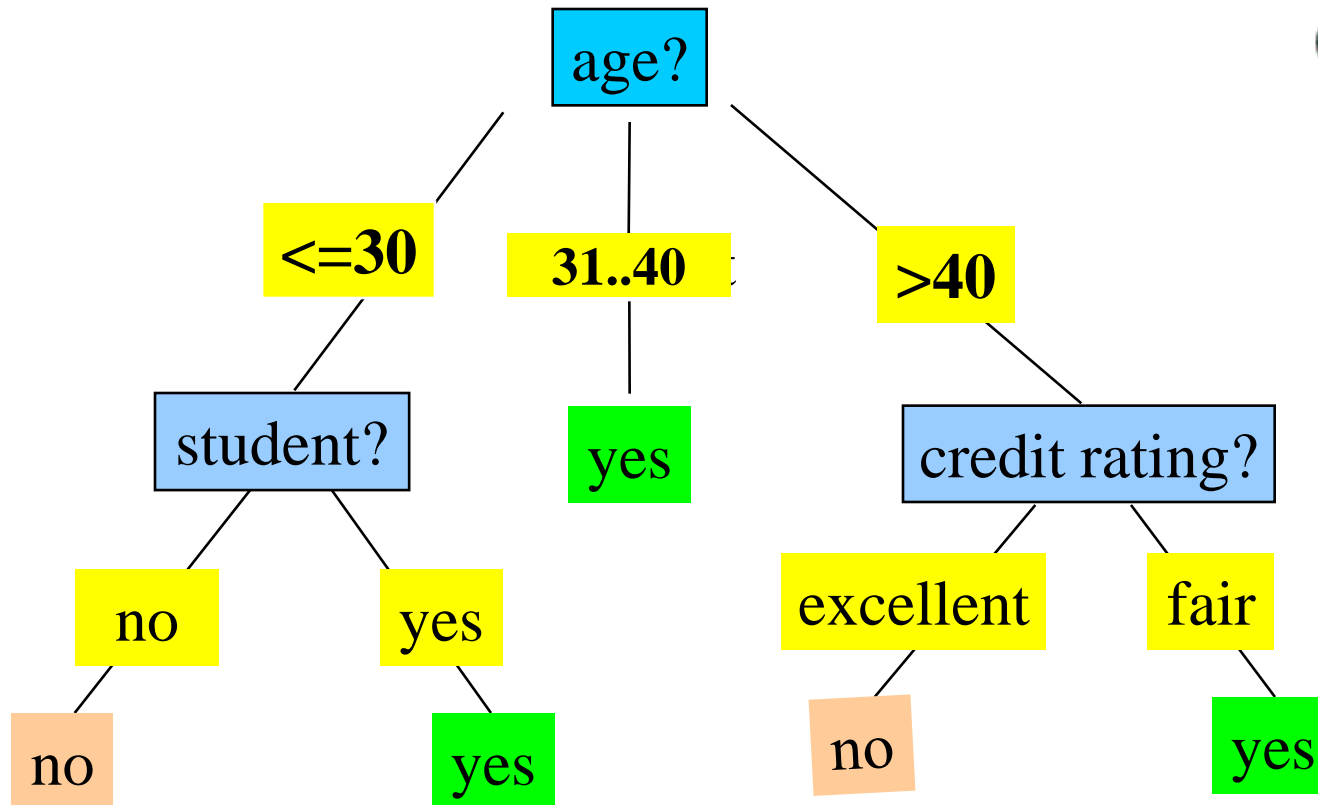 age?
<=30
31..40
>40
student?
yes
credit rating?
no
yes
excellent
fair
no
yes
no
yes